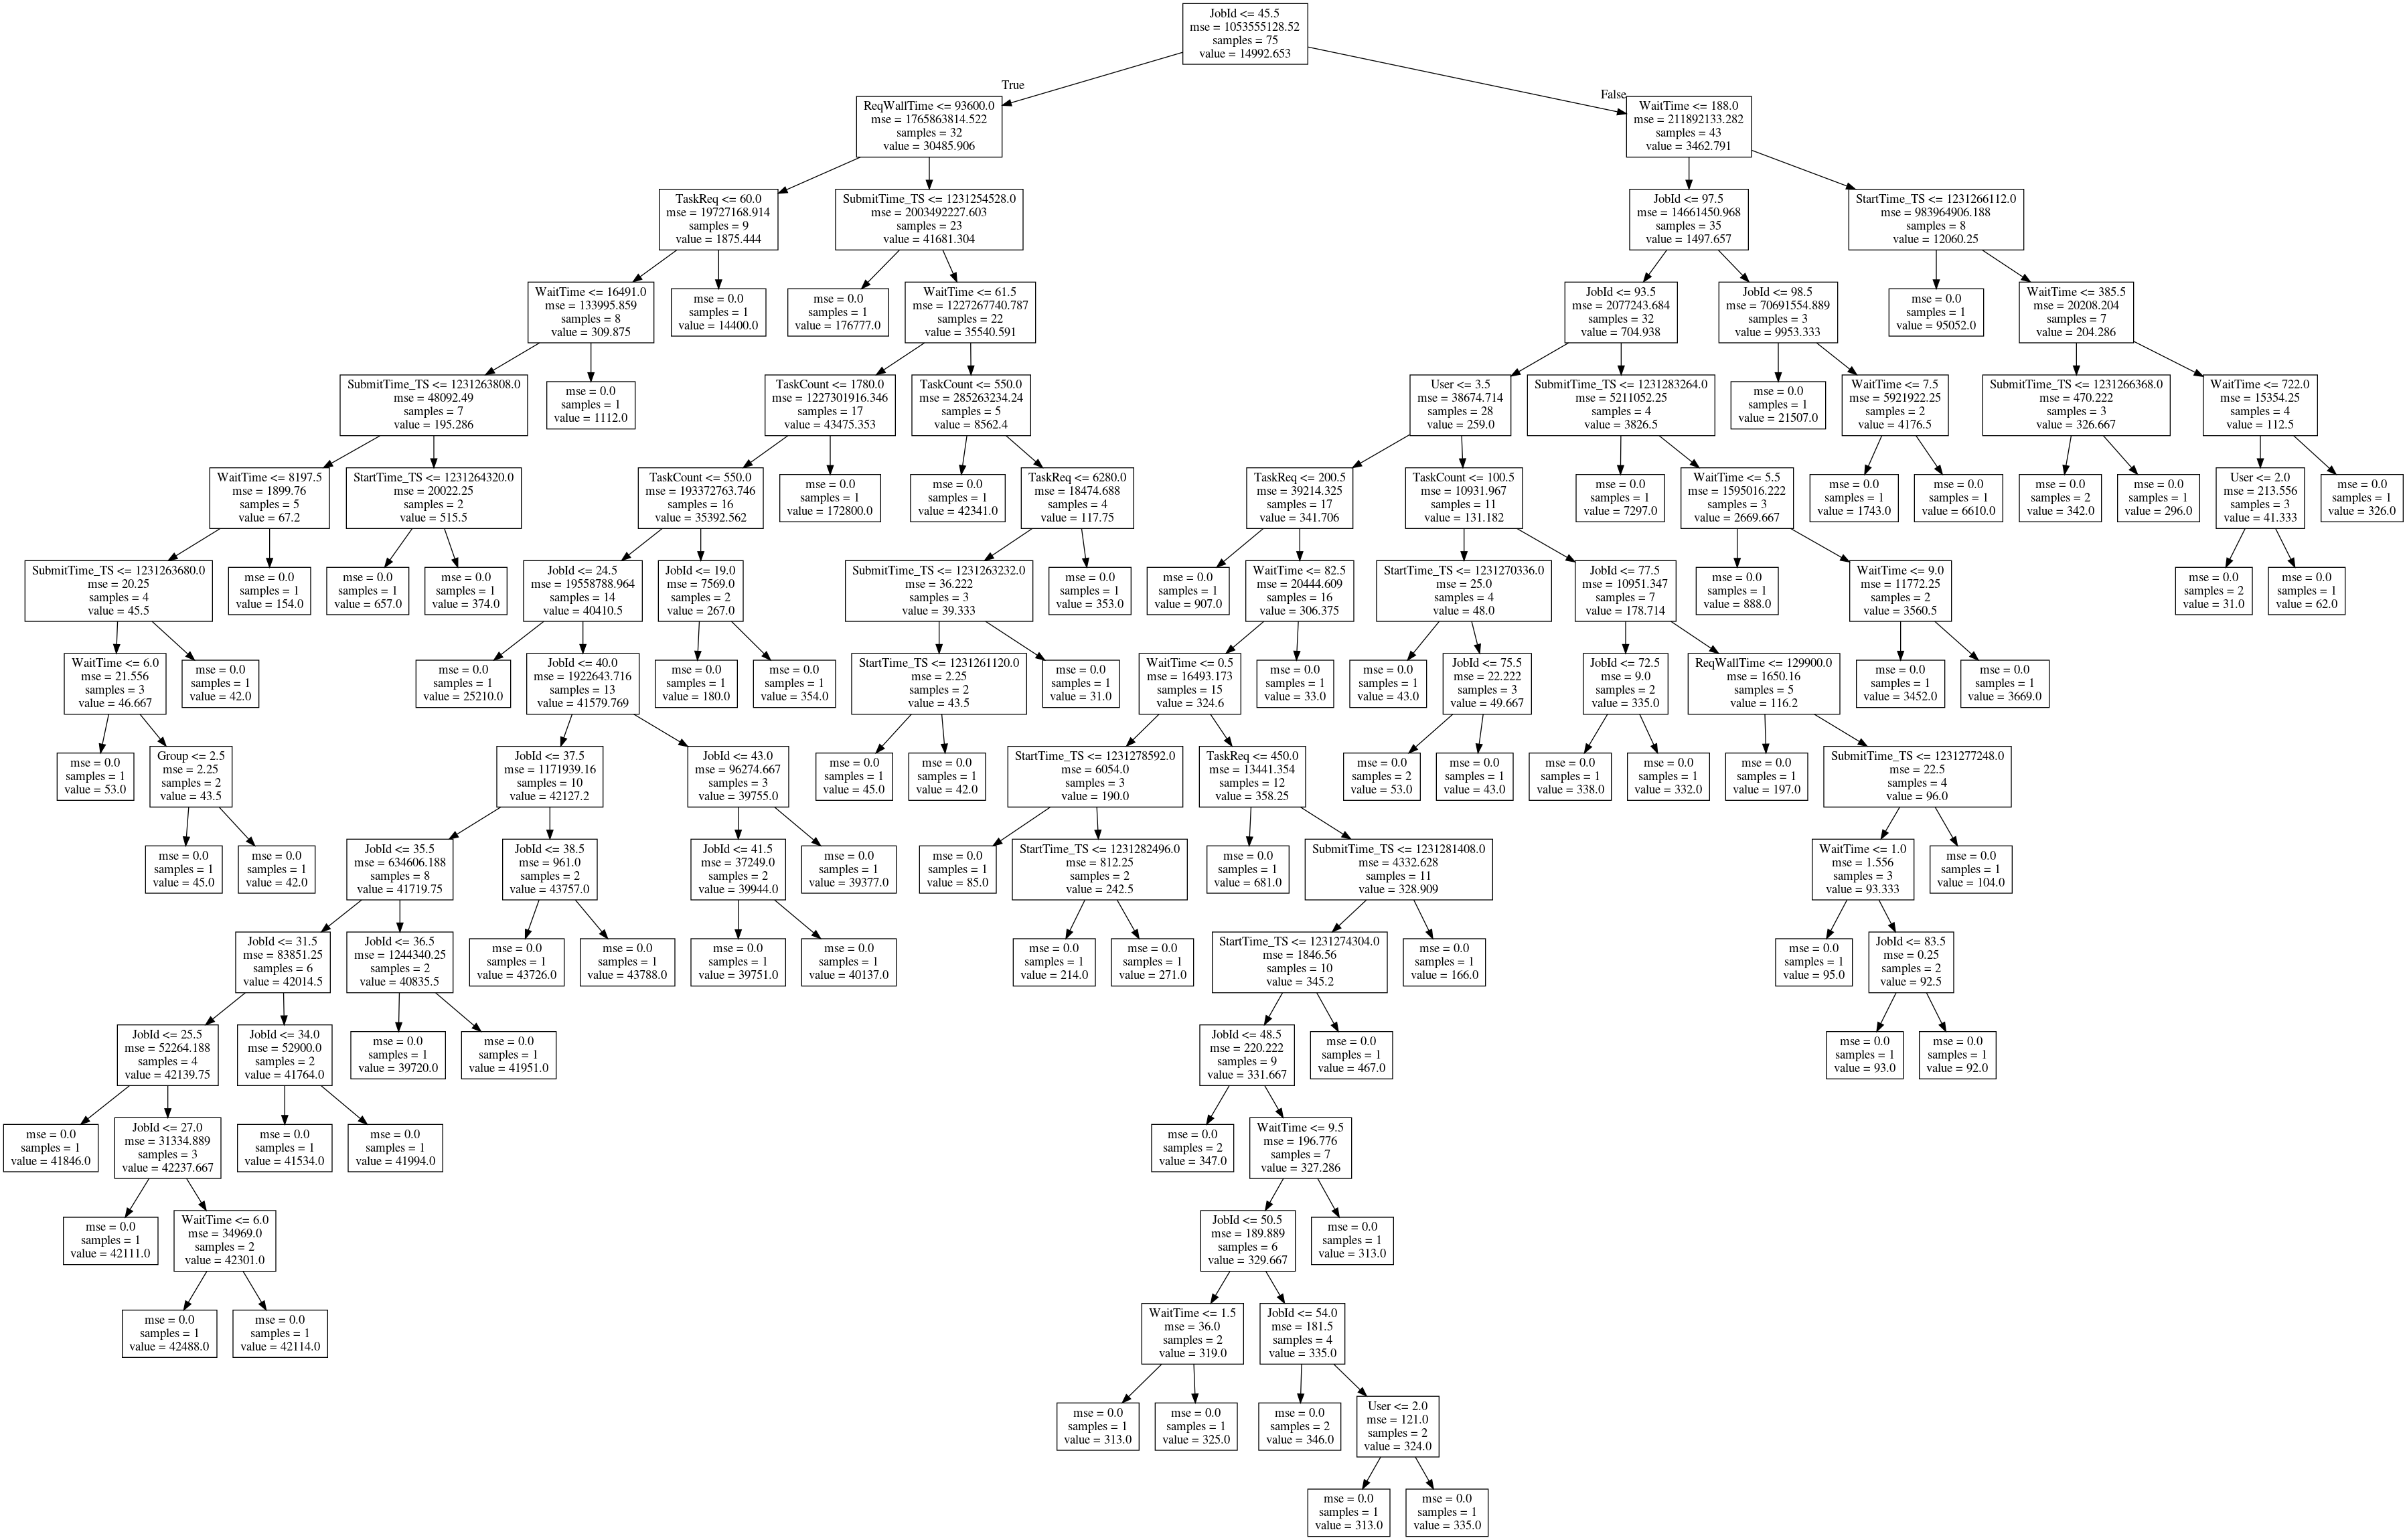 JobId <= 45.5
mse = 1053555128.52
samples = 75
value = 14992.653
True
False
ReqWallTime <= 93600.0
mse = 1765863814.522
samples = 32
value = 30485.906
WaitTime <= 188.0
mse = 211892133.282
samples = 43
value = 3462.791
TaskReq <= 60.0
mse = 19727168.914
samples = 9
value = 1875.444
SubmitTime_TS <= 1231254528.0
mse = 2003492227.603
samples = 23
value = 41681.304
JobId <= 97.5
mse = 14661450.968
samples = 35
value = 1497.657
StartTime_TS <= 1231266112.0
mse = 983964906.188
samples = 8
value = 12060.25
WaitTime <= 16491.0
mse = 133995.859
samples = 8
value = 309.875
mse = 0.0
samples = 1
value = 14400.0
mse = 0.0
samples = 1
value = 176777.0
WaitTime <= 61.5
mse = 1227267740.787
samples = 22
value = 35540.591
JobId <= 93.5
mse = 2077243.684
samples = 32
value = 704.938
JobId <= 98.5
mse = 70691554.889
samples = 3
value = 9953.333
mse = 0.0
samples = 1
value = 95052.0
WaitTime <= 385.5
mse = 20208.204
samples = 7
value = 204.286
SubmitTime_TS <= 1231263808.0
mse = 48092.49
samples = 7
value = 195.286
mse = 0.0
samples = 1
value = 1112.0
TaskCount <= 1780.0
mse = 1227301916.346
samples = 17
value = 43475.353
TaskCount <= 550.0
mse = 285263234.24
samples = 5
value = 8562.4
User <= 3.5
mse = 38674.714
samples = 28
value = 259.0
SubmitTime_TS <= 1231283264.0
mse = 5211052.25
samples = 4
value = 3826.5
mse = 0.0
samples = 1
value = 21507.0
WaitTime <= 7.5
mse = 5921922.25
samples = 2
value = 4176.5
SubmitTime_TS <= 1231266368.0
mse = 470.222
samples = 3
value = 326.667
WaitTime <= 722.0
mse = 15354.25
samples = 4
value = 112.5
WaitTime <= 8197.5
mse = 1899.76
samples = 5
value = 67.2
StartTime_TS <= 1231264320.0
mse = 20022.25
samples = 2
value = 515.5
TaskCount <= 550.0
mse = 193372763.746
samples = 16
value = 35392.562
mse = 0.0
samples = 1
value = 172800.0
mse = 0.0
samples = 1
value = 42341.0
TaskReq <= 6280.0
mse = 18474.688
samples = 4
value = 117.75
TaskReq <= 200.5
mse = 39214.325
samples = 17
value = 341.706
TaskCount <= 100.5
mse = 10931.967
samples = 11
value = 131.182
mse = 0.0
samples = 1
value = 7297.0
WaitTime <= 5.5
mse = 1595016.222
samples = 3
value = 2669.667
mse = 0.0
samples = 1
value = 1743.0
mse = 0.0
samples = 1
value = 6610.0
mse = 0.0
samples = 2
value = 342.0
mse = 0.0
samples = 1
value = 296.0
User <= 2.0
mse = 213.556
samples = 3
value = 41.333
mse = 0.0
samples = 1
value = 326.0
SubmitTime_TS <= 1231263680.0
mse = 20.25
samples = 4
value = 45.5
mse = 0.0
samples = 1
value = 154.0
mse = 0.0
samples = 1
value = 657.0
mse = 0.0
samples = 1
value = 374.0
JobId <= 24.5
mse = 19558788.964
samples = 14
value = 40410.5
JobId <= 19.0
mse = 7569.0
samples = 2
value = 267.0
SubmitTime_TS <= 1231263232.0
mse = 36.222
samples = 3
value = 39.333
mse = 0.0
samples = 1
value = 353.0
mse = 0.0
samples = 1
value = 907.0
WaitTime <= 82.5
mse = 20444.609
samples = 16
value = 306.375
StartTime_TS <= 1231270336.0
mse = 25.0
samples = 4
value = 48.0
JobId <= 77.5
mse = 10951.347
samples = 7
value = 178.714
mse = 0.0
samples = 1
value = 888.0
WaitTime <= 9.0
mse = 11772.25
samples = 2
value = 3560.5
mse = 0.0
samples = 2
value = 31.0
mse = 0.0
samples = 1
value = 62.0
WaitTime <= 6.0
mse = 21.556
samples = 3
value = 46.667
mse = 0.0
samples = 1
value = 42.0
mse = 0.0
samples = 1
value = 25210.0
JobId <= 40.0
mse = 1922643.716
samples = 13
value = 41579.769
mse = 0.0
samples = 1
value = 180.0
mse = 0.0
samples = 1
value = 354.0
StartTime_TS <= 1231261120.0
mse = 2.25
samples = 2
value = 43.5
mse = 0.0
samples = 1
value = 31.0
WaitTime <= 0.5
mse = 16493.173
samples = 15
value = 324.6
mse = 0.0
samples = 1
value = 33.0
mse = 0.0
samples = 1
value = 43.0
JobId <= 75.5
mse = 22.222
samples = 3
value = 49.667
JobId <= 72.5
mse = 9.0
samples = 2
value = 335.0
ReqWallTime <= 129900.0
mse = 1650.16
samples = 5
value = 116.2
mse = 0.0
samples = 1
value = 3452.0
mse = 0.0
samples = 1
value = 3669.0
mse = 0.0
samples = 1
value = 53.0
Group <= 2.5
mse = 2.25
samples = 2
value = 43.5
JobId <= 37.5
mse = 1171939.16
samples = 10
value = 42127.2
JobId <= 43.0
mse = 96274.667
samples = 3
value = 39755.0
mse = 0.0
samples = 1
value = 45.0
mse = 0.0
samples = 1
value = 42.0
StartTime_TS <= 1231278592.0
mse = 6054.0
samples = 3
value = 190.0
TaskReq <= 450.0
mse = 13441.354
samples = 12
value = 358.25
mse = 0.0
samples = 2
value = 53.0
mse = 0.0
samples = 1
value = 43.0
mse = 0.0
samples = 1
value = 338.0
mse = 0.0
samples = 1
value = 332.0
mse = 0.0
samples = 1
value = 197.0
SubmitTime_TS <= 1231277248.0
mse = 22.5
samples = 4
value = 96.0
mse = 0.0
samples = 1
value = 45.0
mse = 0.0
samples = 1
value = 42.0
JobId <= 35.5
mse = 634606.188
samples = 8
value = 41719.75
JobId <= 38.5
mse = 961.0
samples = 2
value = 43757.0
JobId <= 41.5
mse = 37249.0
samples = 2
value = 39944.0
mse = 0.0
samples = 1
value = 39377.0
mse = 0.0
samples = 1
value = 85.0
StartTime_TS <= 1231282496.0
mse = 812.25
samples = 2
value = 242.5
mse = 0.0
samples = 1
value = 681.0
SubmitTime_TS <= 1231281408.0
mse = 4332.628
samples = 11
value = 328.909
WaitTime <= 1.0
mse = 1.556
samples = 3
value = 93.333
mse = 0.0
samples = 1
value = 104.0
JobId <= 31.5
mse = 83851.25
samples = 6
value = 42014.5
JobId <= 36.5
mse = 1244340.25
samples = 2
value = 40835.5
mse = 0.0
samples = 1
value = 43726.0
mse = 0.0
samples = 1
value = 43788.0
mse = 0.0
samples = 1
value = 39751.0
mse = 0.0
samples = 1
value = 40137.0
mse = 0.0
samples = 1
value = 214.0
mse = 0.0
samples = 1
value = 271.0
StartTime_TS <= 1231274304.0
mse = 1846.56
samples = 10
value = 345.2
mse = 0.0
samples = 1
value = 166.0
mse = 0.0
samples = 1
value = 95.0
JobId <= 83.5
mse = 0.25
samples = 2
value = 92.5
JobId <= 25.5
mse = 52264.188
samples = 4
value = 42139.75
JobId <= 34.0
mse = 52900.0
samples = 2
value = 41764.0
mse = 0.0
samples = 1
value = 39720.0
mse = 0.0
samples = 1
value = 41951.0
JobId <= 48.5
mse = 220.222
samples = 9
value = 331.667
mse = 0.0
samples = 1
value = 467.0
mse = 0.0
samples = 1
value = 93.0
mse = 0.0
samples = 1
value = 92.0
mse = 0.0
samples = 1
value = 41846.0
JobId <= 27.0
mse = 31334.889
samples = 3
value = 42237.667
mse = 0.0
samples = 1
value = 41534.0
mse = 0.0
samples = 1
value = 41994.0
mse = 0.0
samples = 2
value = 347.0
WaitTime <= 9.5
mse = 196.776
samples = 7
value = 327.286
mse = 0.0
samples = 1
value = 42111.0
WaitTime <= 6.0
mse = 34969.0
samples = 2
value = 42301.0
JobId <= 50.5
mse = 189.889
samples = 6
value = 329.667
mse = 0.0
samples = 1
value = 313.0
mse = 0.0
samples = 1
value = 42488.0
mse = 0.0
samples = 1
value = 42114.0
WaitTime <= 1.5
mse = 36.0
samples = 2
value = 319.0
JobId <= 54.0
mse = 181.5
samples = 4
value = 335.0
mse = 0.0
samples = 1
value = 313.0
mse = 0.0
samples = 1
value = 325.0
mse = 0.0
samples = 2
value = 346.0
User <= 2.0
mse = 121.0
samples = 2
value = 324.0
mse = 0.0
samples = 1
value = 313.0
mse = 0.0
samples = 1
value = 335.0